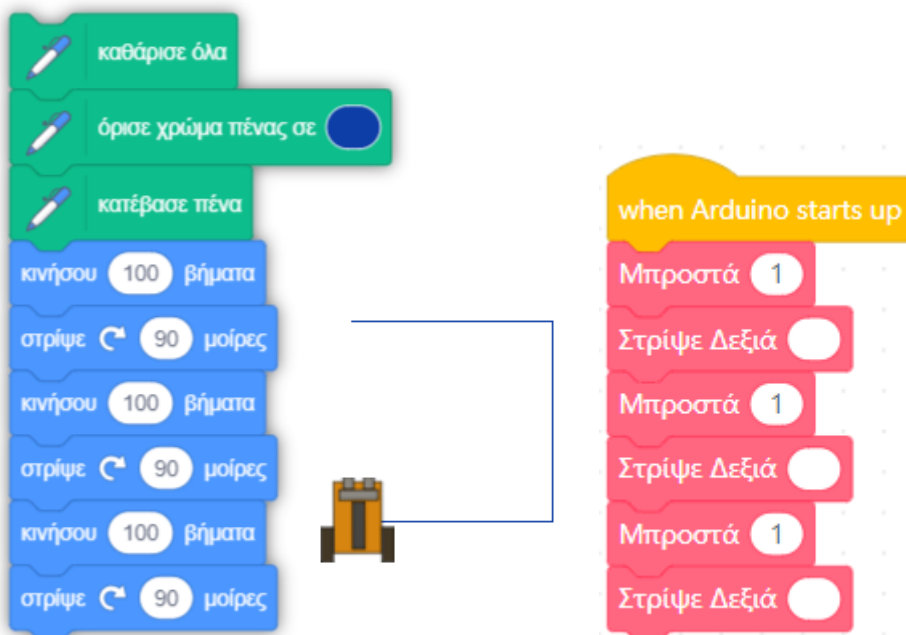 καθάρισε όλα
όρισε χρώμα πένας σε
κατέβασε πένα
κινήσου 100 βήματα
στρίψε 90 μοίρες
κινήσου 100 βήματα
στρίψε 90 μοίρες
κινήσου 100 βήματα
στρίψε 90 μοίρες
when Arduino starts up
Μπροστά 1
Στρίψε Δεξιά
Μπροστά 1
Στρίψε Δεξιά
Μπροστά 1
Στρίψε Δεξιά